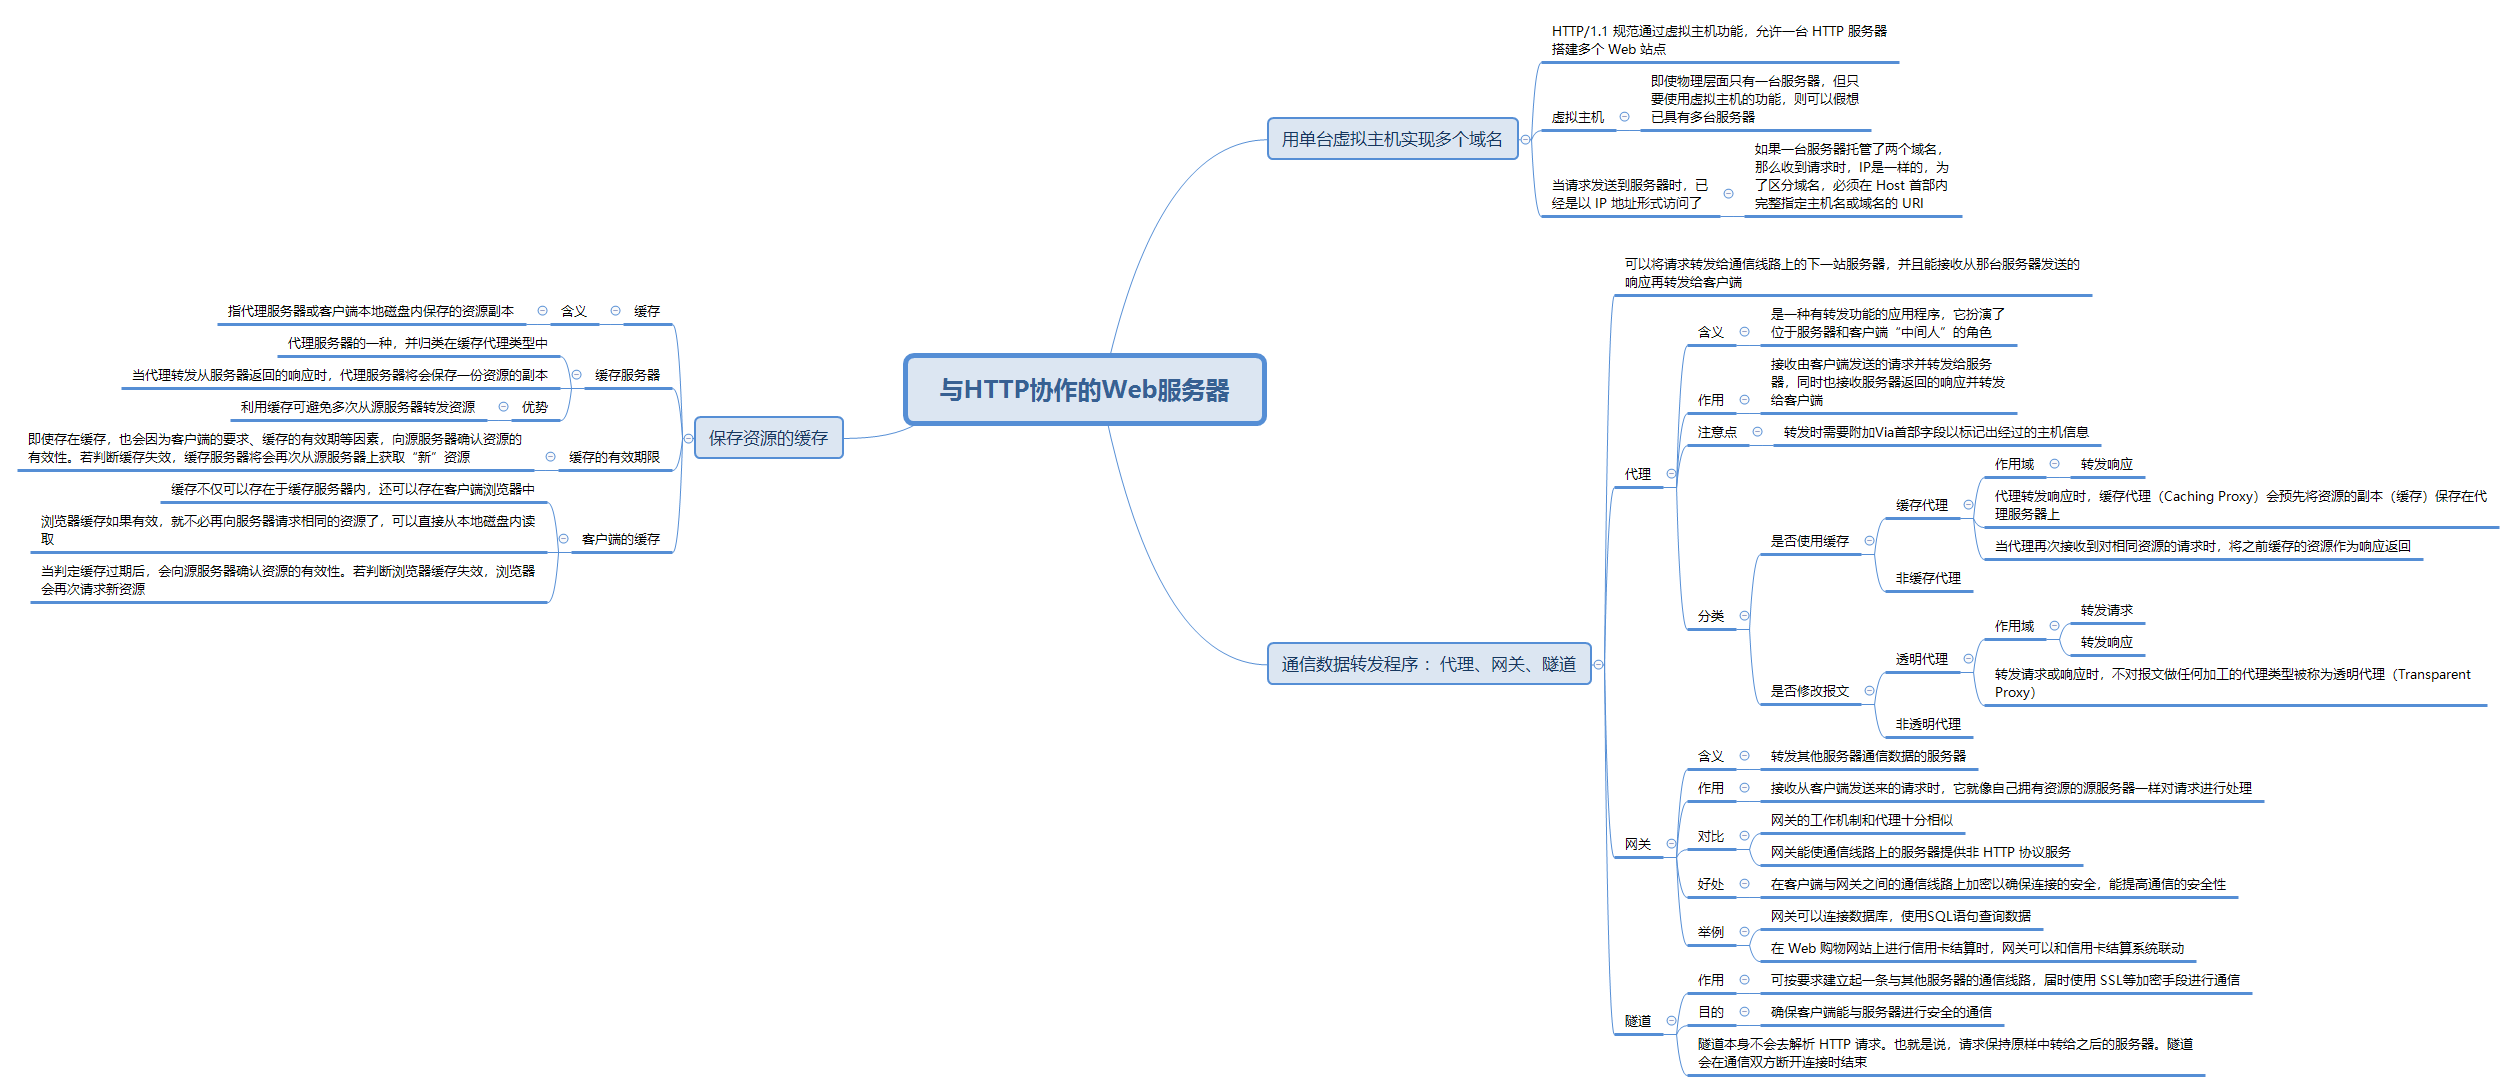 与HTTP协作的Web服务器
用单台虚拟主机实现多个域名
HTTP/1.1 规范通过虚拟主机功能，允许一台 HTTP 服务器
搭建多个 Web 站点
虚拟主机
即使物理层面只有一台服务器，但只
要使用虚拟主机的功能，则可以假想
已具有多台服务器
当请求发送到服务器时，已
经是以 IP 地址形式访问了
如果一台服务器托管了两个域名，
那么收到请求时，IP是一样的，为
了区分域名，必须在 Host 首部内
完整指定主机名或域名的 URI
通信数据转发程序 ：代理、网关、隧道
可以将请求转发给通信线路上的下一站服务器，并且能接收从那台服务器发送的
响应再转发给客户端
代理
含义
是一种有转发功能的应用程序，它扮演了
位于服务器和客户端“中间人”的角色
作用
接收由客户端发送的请求并转发给服务
器，同时也接收服务器返回的响应并转发
给客户端
注意点
转发时需要附加Via首部字段以标记出经过的主机信息
分类
是否使用缓存
缓存代理
作用域
转发响应
代理转发响应时，缓存代理（Caching Proxy）会预先将资源的副本（缓存）保存在代
理服务器上
当代理再次接收到对相同资源的请求时，将之前缓存的资源作为响应返回
非缓存代理
是否修改报文
透明代理
作用域
转发请求
转发响应
转发请求或响应时，不对报文做任何加工的代理类型被称为透明代理（Transparent
Proxy）
非透明代理
网关
含义
转发其他服务器通信数据的服务器
作用
接收从客户端发送来的请求时，它就像自己拥有资源的源服务器一样对请求进行处理
对比
网关的工作机制和代理十分相似
网关能使通信线路上的服务器提供非 HTTP 协议服务
好处
在客户端与网关之间的通信线路上加密以确保连接的安全，能提高通信的安全性
举例
网关可以连接数据库，使用SQL语句查询数据
在 Web 购物网站上进行信用卡结算时，网关可以和信用卡结算系统联动
隧道
作用
可按要求建立起一条与其他服务器的通信线路，届时使用 SSL等加密手段进行通信
目的
确保客户端能与服务器进行安全的通信
隧道本身不会去解析 HTTP 请求。也就是说，请求保持原样中转给之后的服务器。隧道
会在通信双方断开连接时结束
保存资源的缓存
缓存
含义
指代理服务器或客户端本地磁盘内保存的资源副本
缓存服务器
代理服务器的一种，并归类在缓存代理类型中
当代理转发从服务器返回的响应时，代理服务器将会保存一份资源的副本
优势
利用缓存可避免多次从源服务器转发资源
缓存的有效期限
即使存在缓存，也会因为客户端的要求、缓存的有效期等因素，向源服务器确认资源的
有效性。若判断缓存失效，缓存服务器将会再次从源服务器上获取“新”资源
客户端的缓存
缓存不仅可以存在于缓存服务器内，还可以存在客户端浏览器中
浏览器缓存如果有效，就不必再向服务器请求相同的资源了，可以直接从本地磁盘内读
取
当判定缓存过期后，会向源服务器确认资源的有效性。若判断浏览器缓存失效，浏览器
会再次请求新资源